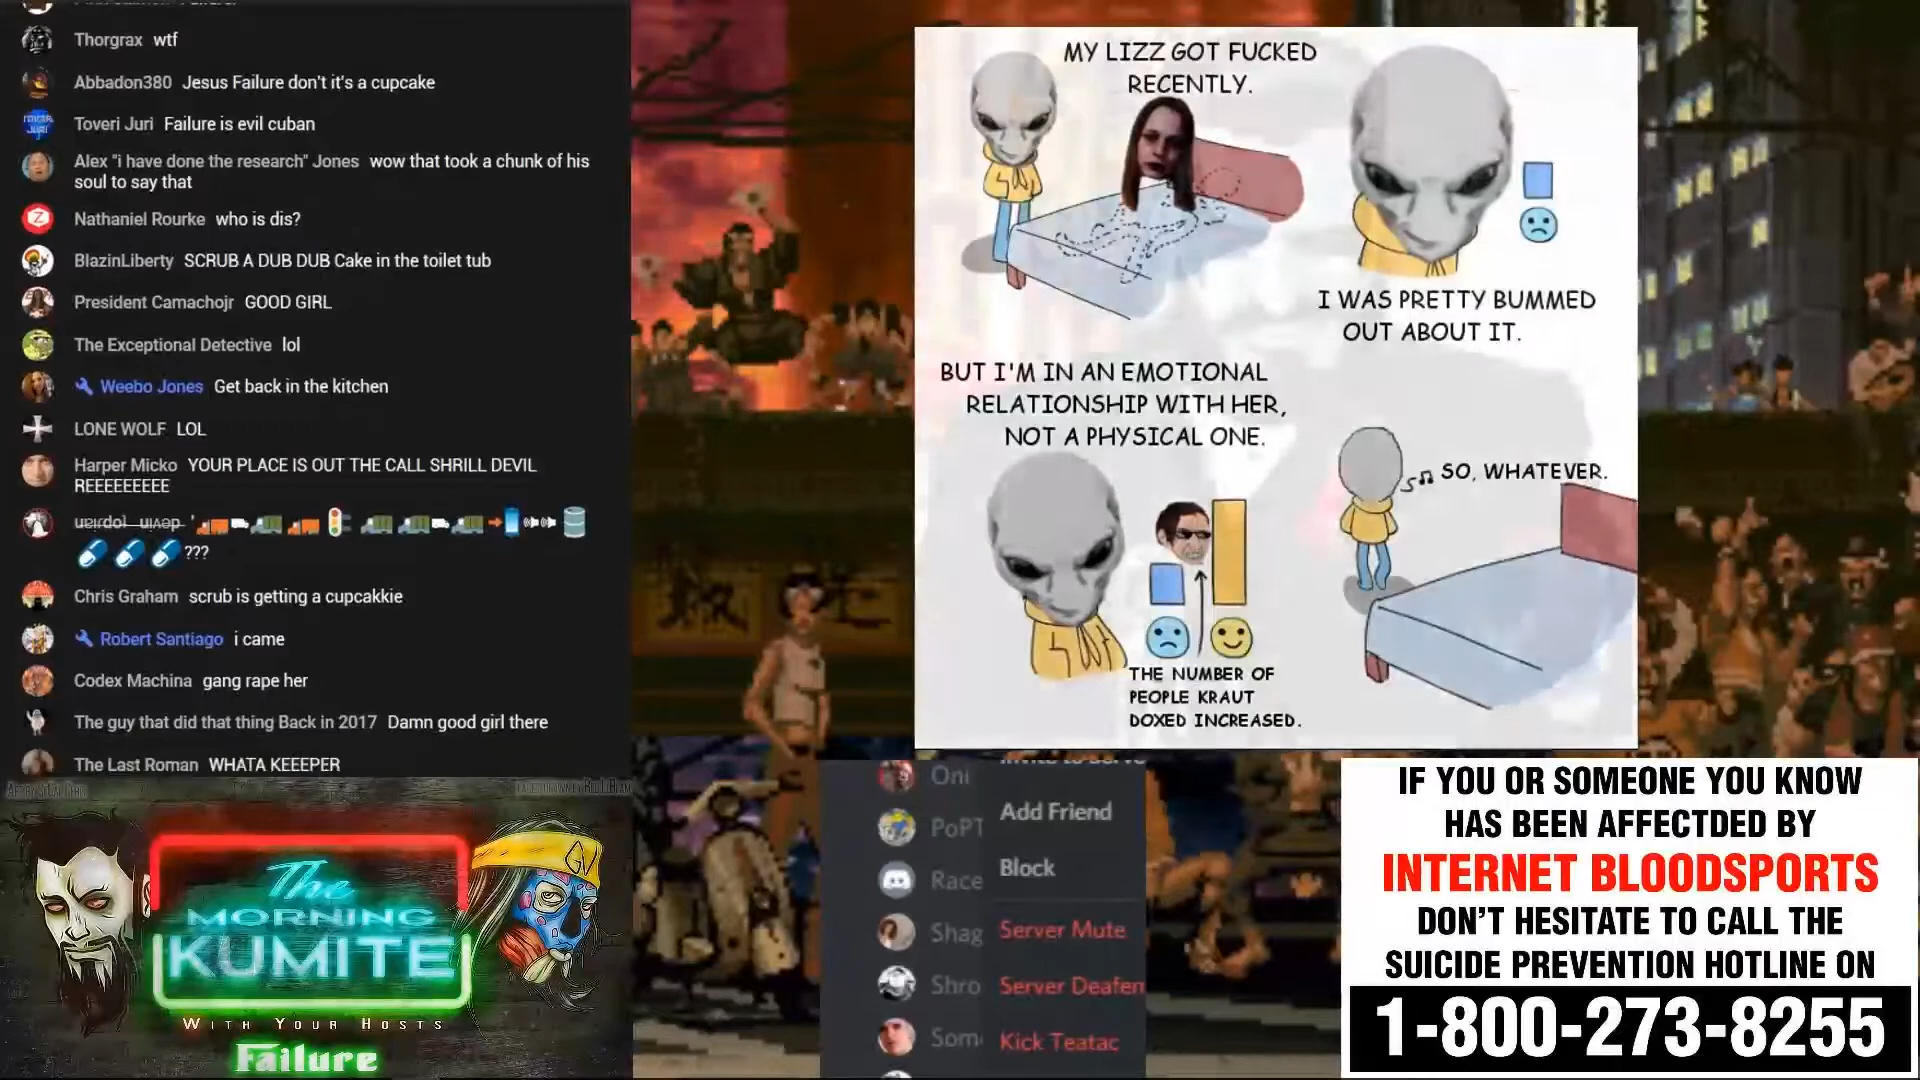 Thorgrax wtf
Abbadon380 Jesus Failure don't it's a cupcake
Toveri Juri Failure is evil cuban
Alex "i have done the research" Jones wow that took a chunk of his
soul to say that
Nathaniel Rourke who is dis?
BlazinLiberty SCRUB A DUB DUB Cake in the toilet tub
President Camachojr GOOD GIRL
The Exceptional Detective lol
Weebo Jones Get back in the kitchen
LONE WOLF LOL
Harper Micko YOUR PLACE IS OUT THE CALL SHRILL DEVIL
REEEEEEEEE
???
Chris Graham scrub is getting a cupcakkie
Robert Santiago i came
Codex Machina gang rape her
The guy that did that thing Back in 2017 Damn good girl there
The Last Roman WHATA KEEEPER
The
MORNING
KUMITE
WITH YOUR HOSTS
Failure
MY LIZZ GOT FUCKED
RECENTLY.
I WAS PRETTY BUMMED
OUT ABOUT IT.
BUT I'M IN AN EMOTIONAL
RELATIONSHIP WITH HER,
NOT A PHYSICAL ONE.
SO, WHATEVER.
THE NUMBER OF
PEOPLE KRAUT
DOXED INCREASED.
Oni
PoPT
Race
Shag
Shro
Som
Add Friend
Block
Server Mute
Server Deafen
Kick Teatac
IF YOU OR SOMEONE YOU KNOW
HAS BEEN AFFECTDED BY
INTERNET BLOODSPORTS
DON'T HESITATE TO CALL THE
SUICIDE PREVENTION HOTLINE ON
1-800-273-8255